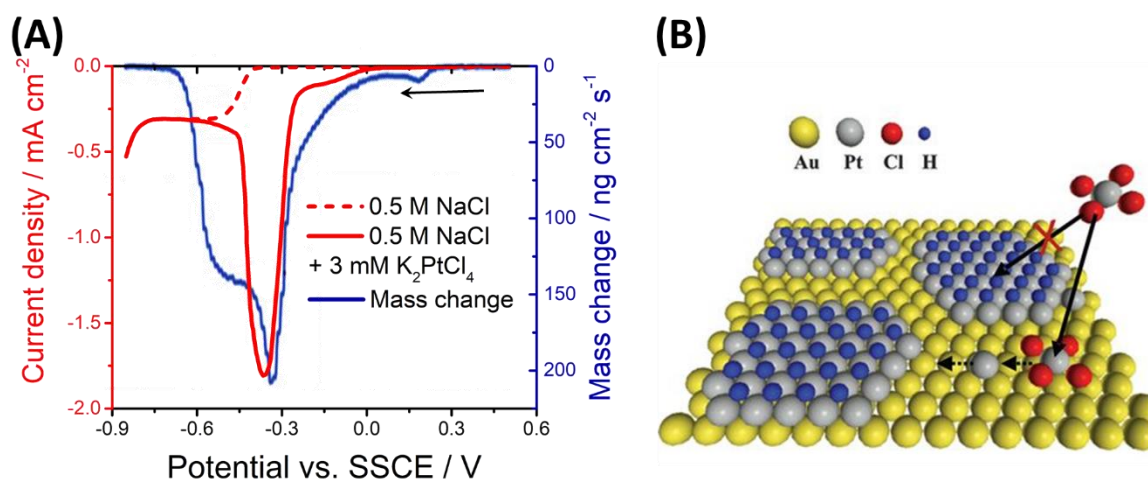 (A)
(B)
0.0
-0.5
-1.0
-1.5
-2.0
Current density / mA cm⁻²
0
50
100
150
200
Mass change / ng cm⁻² s⁻¹
0.5 M NaCl
0.5 M NaCl
+ 3 mM K₂PtCl₄
Mass change
-0.9
-0.6
-0.3
0.0
0.3
0.6
Potential vs. SSCE / V
Au Pt Cl H